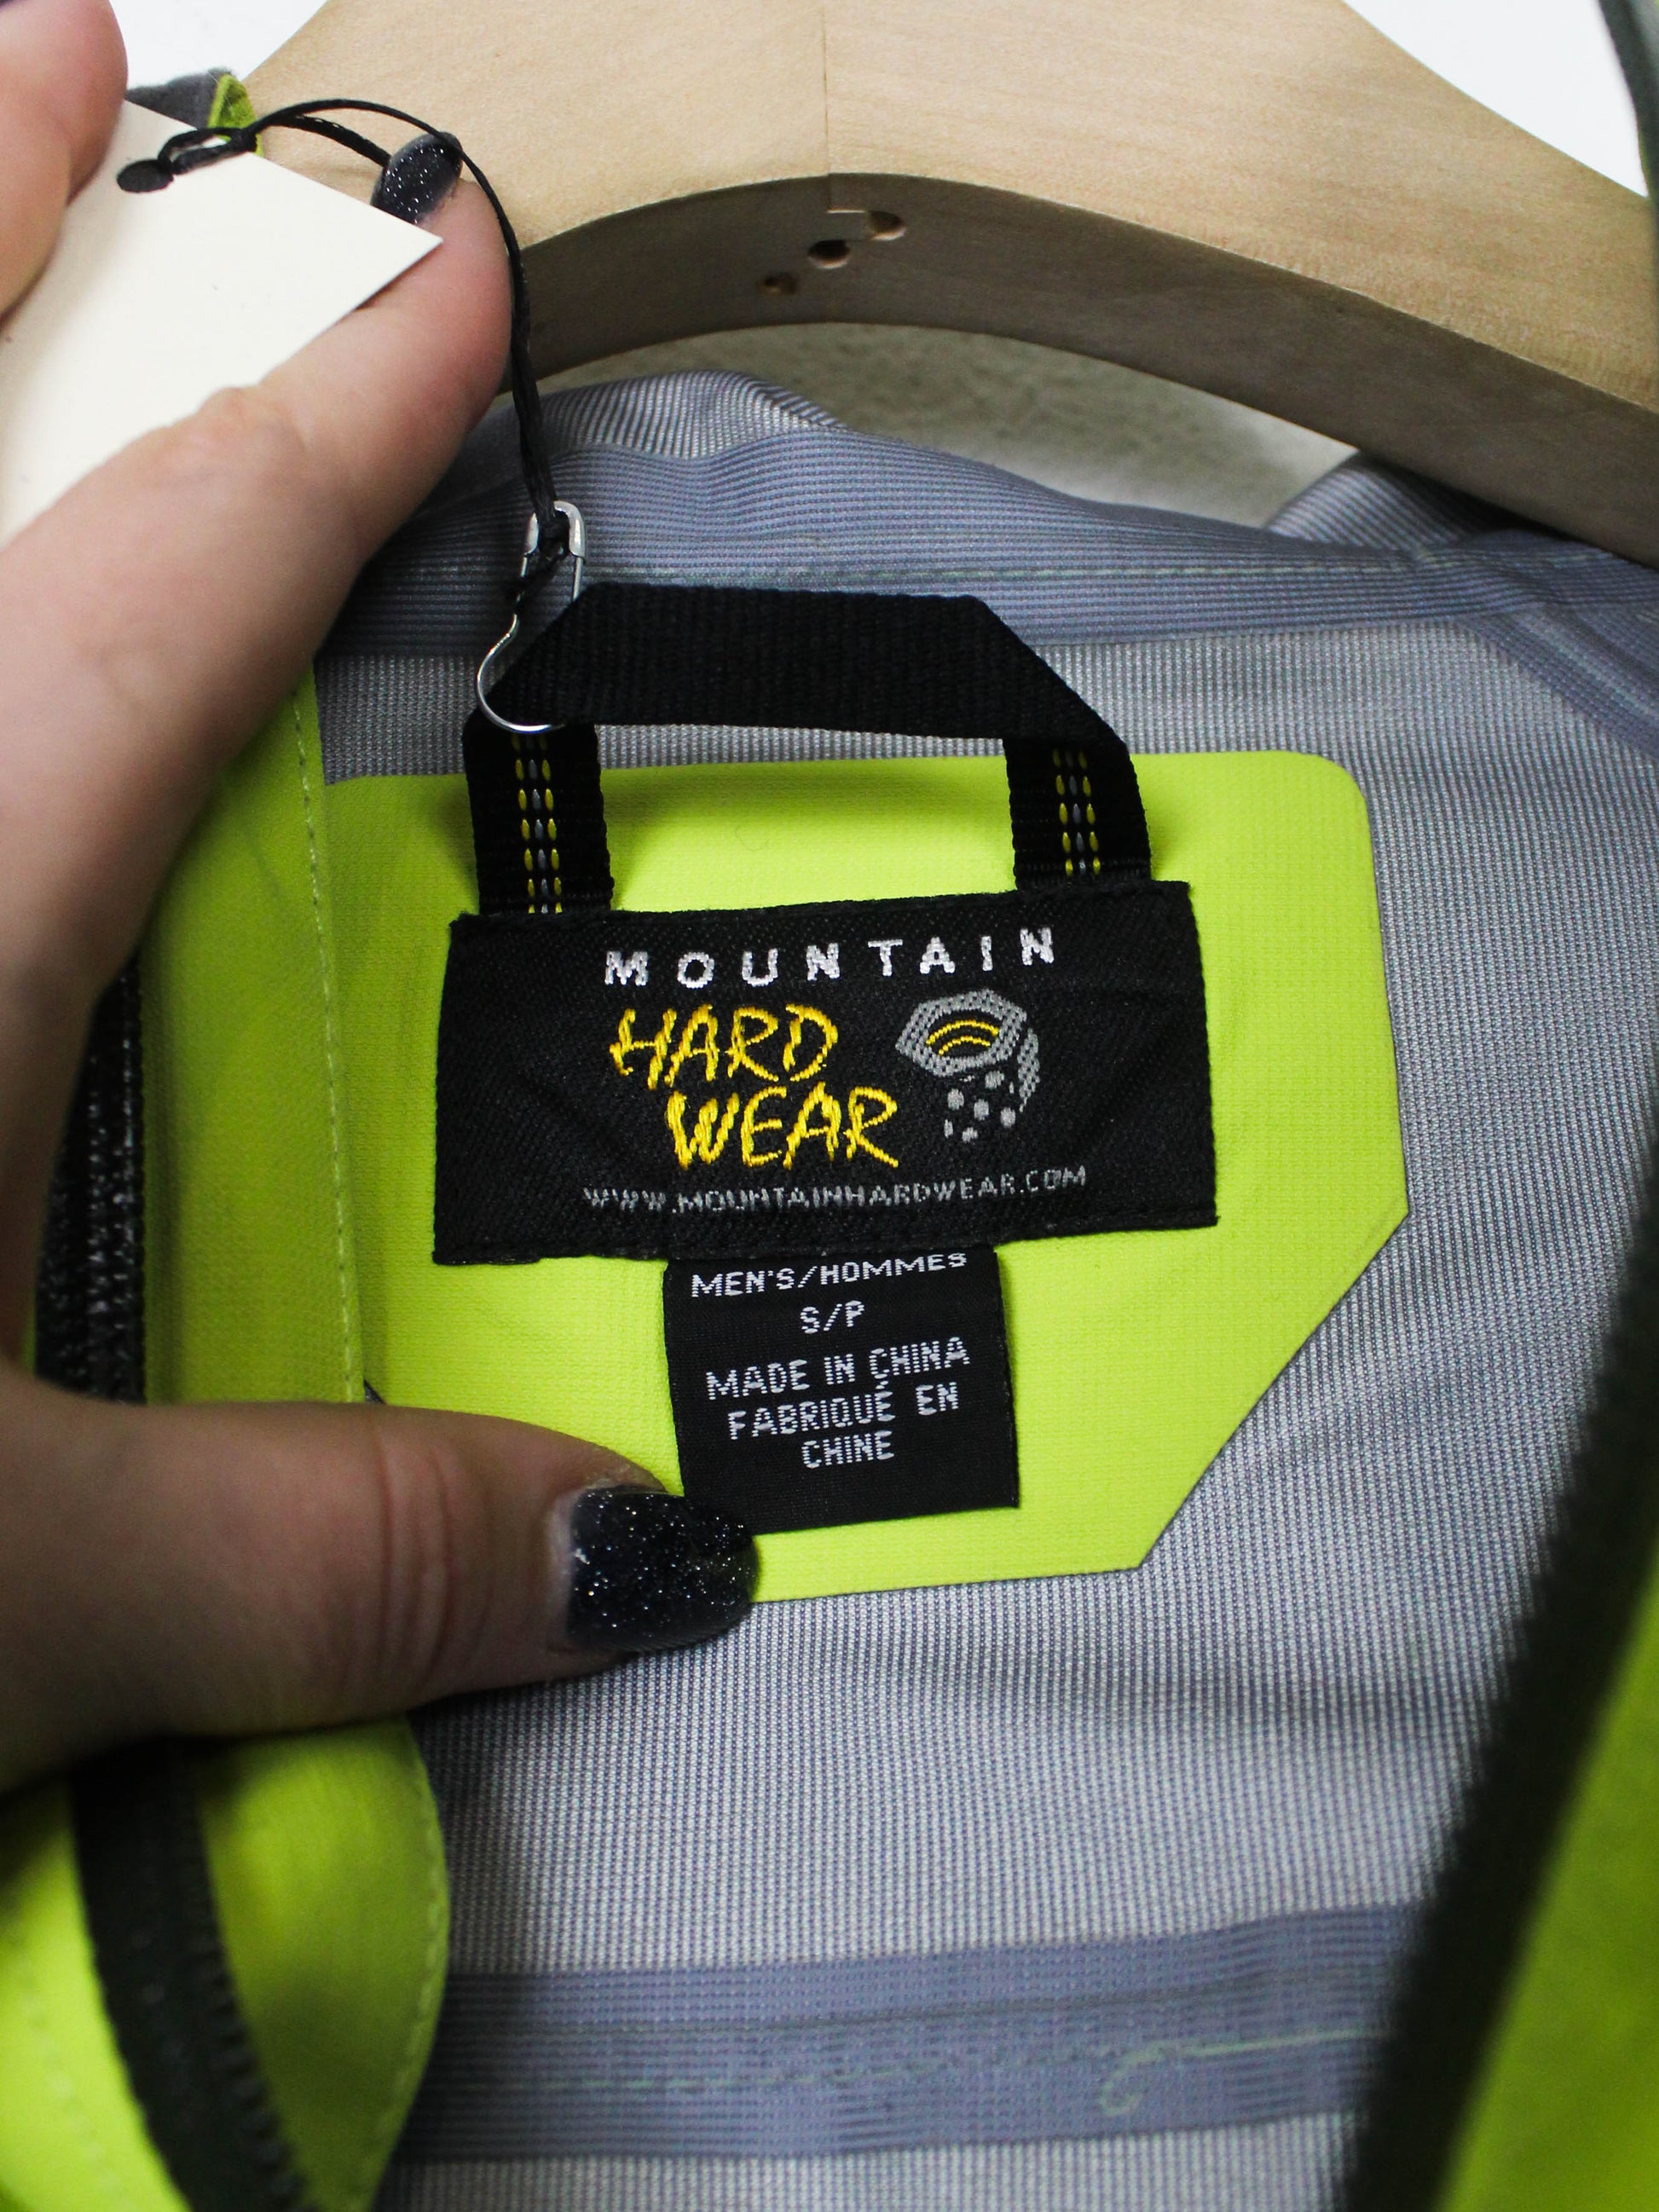 MOUNTAIN
HARD
WEAR
WWW.MOUNTAINHARDWEAR.COM
MEN'S/HOMMES
S/P
MADE IN CHINA
FABRIQUÉ EN
CHINE